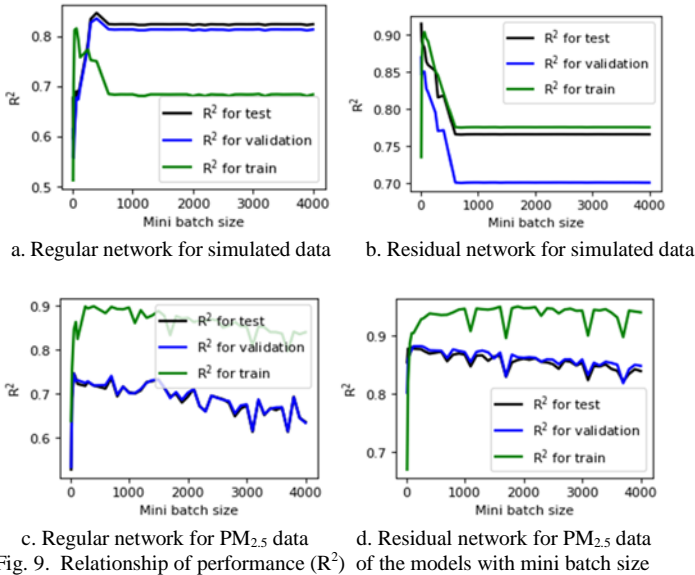 0.8
0.7
0.6
0.5
R²
R² for test
R² for validation
R² for train
0 1000 2000 3000 4000
Mini batch size
a. Regular network for simulated data
0.90
0.85
0.80
0.75
0.70
R²
R² for test
R² for validation
R² for train
0 1000 2000 3000 4000
Mini batch size
b. Residual network for simulated data
0.9
0.8
0.7
0.6
R²
R² for test
R² for validation
R² for train
0 1000 2000 3000 4000
Mini batch size
c. Regular network for PM₂.₅ data
0.9
0.8
0.7
R²
R² for test
R² for validation
R² for train
0 1000 2000 3000 4000
Mini batch size
d. Residual network for PM₂.₅ data
Fig. 9. Relationship of performance (R²) of the models with mini batch size